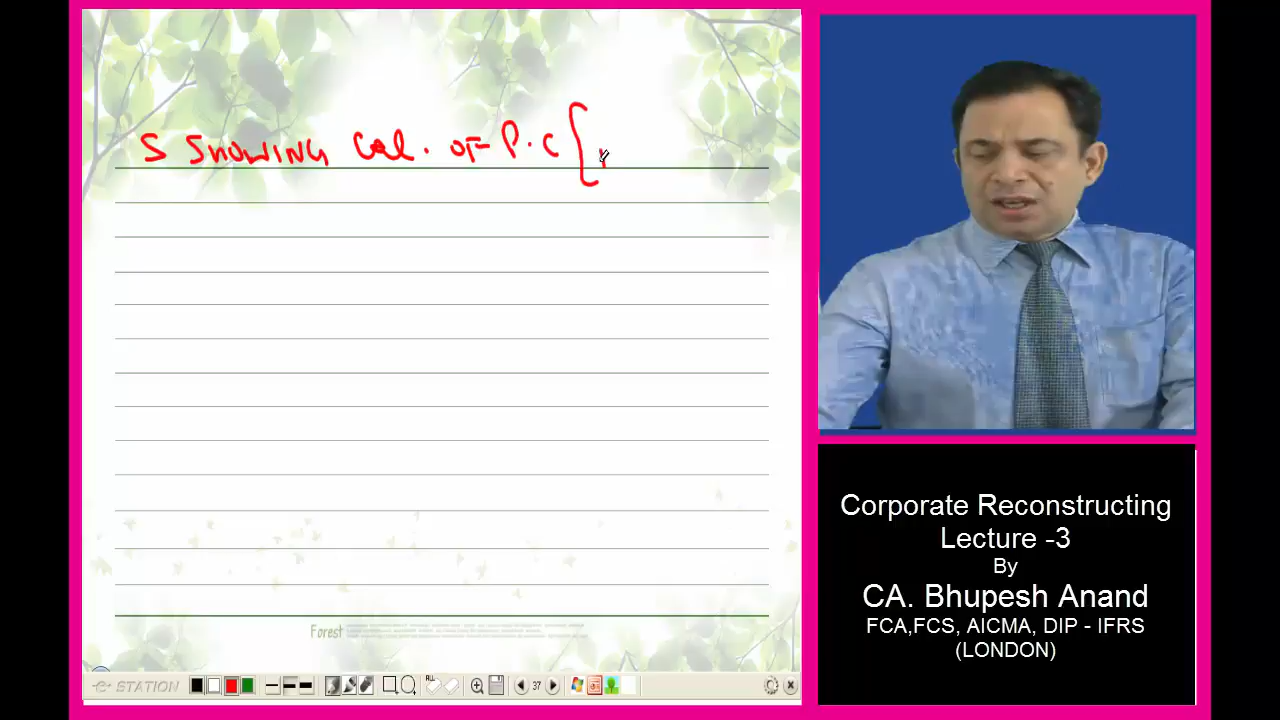 S SHOWING Cal. OF P.C [
Forest
e-STATION
37
Corporate Reconstructing
Lecture -3
By
CA. Bhupesh Anand
FCA,FCS, AICMA, DIP - IFRS
(LONDON)